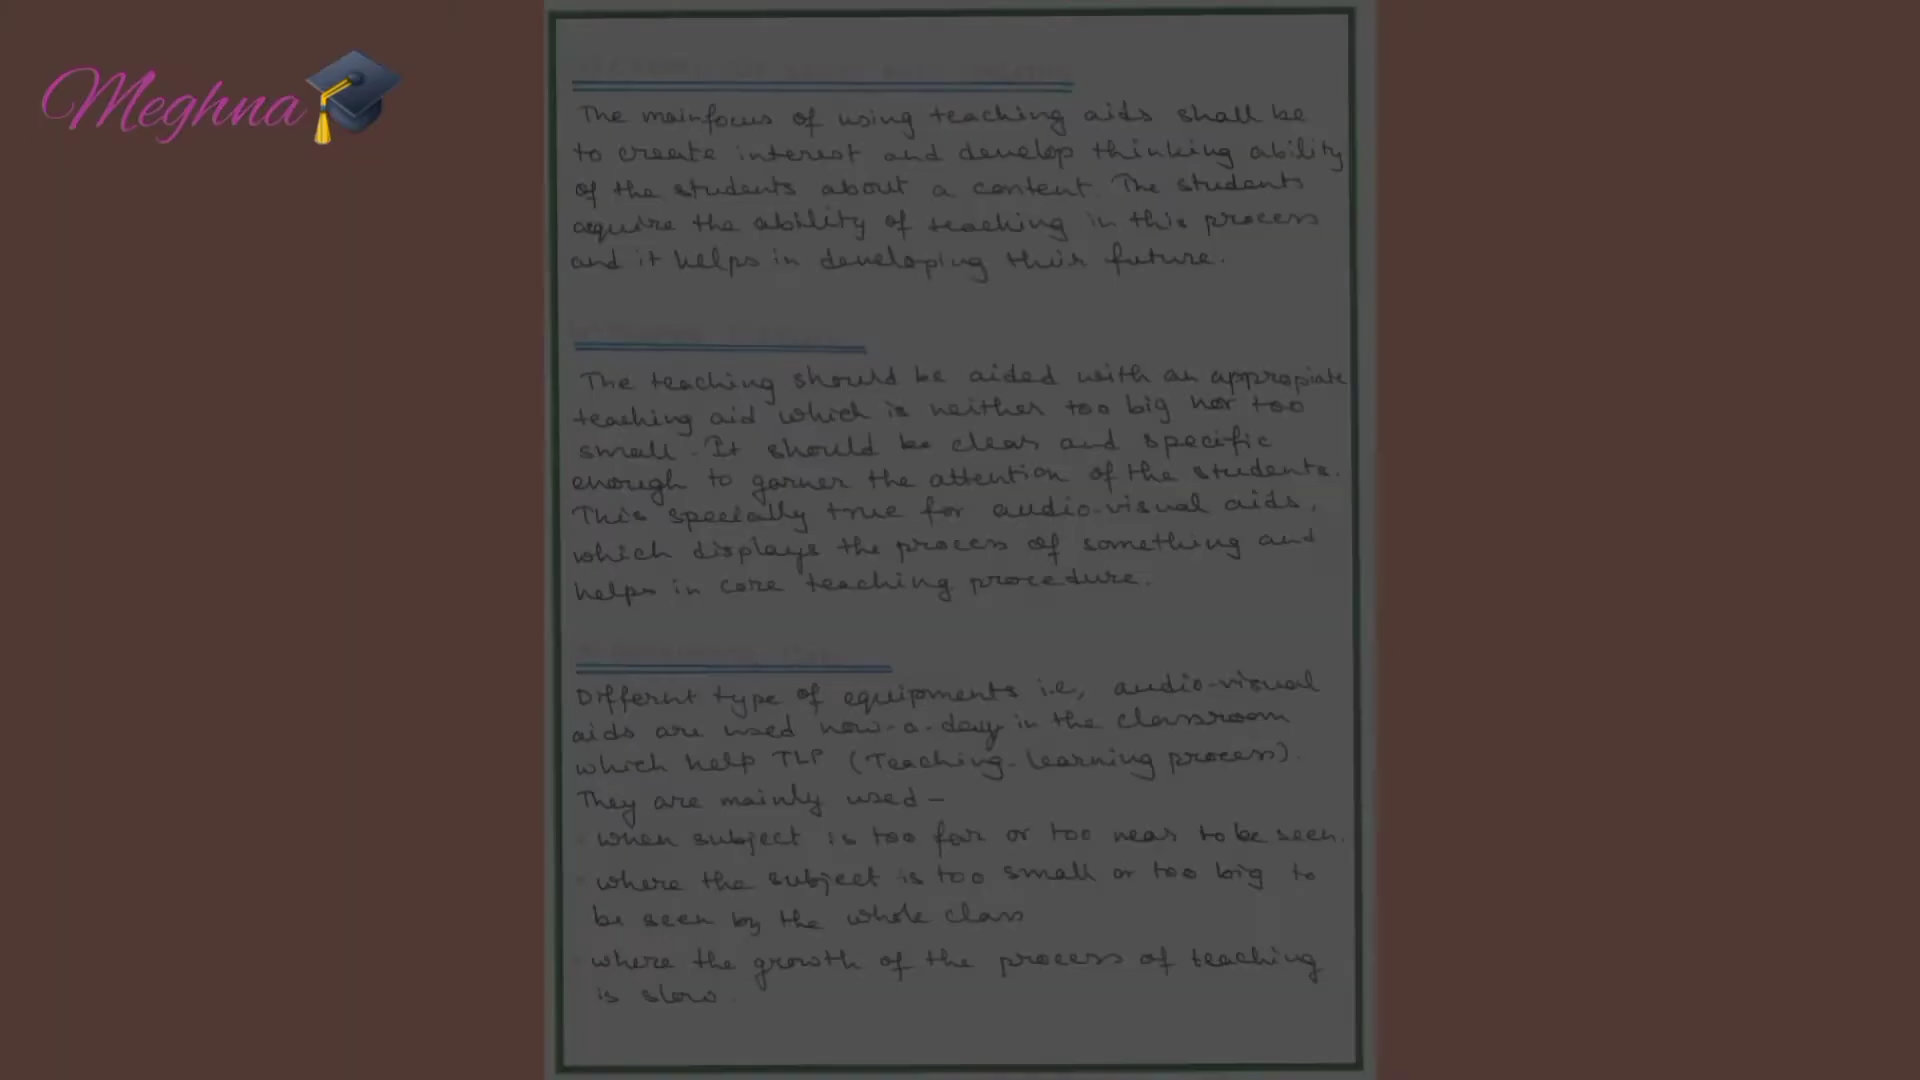 Meghna
The mainfocus of using teaching aids shall be
to create interest and develop thinking ability
of the students about a content. The students
acquire the ability of teaching in this process
and it helps in developing their future.
The teaching should be aided with an appropiate
teaching aid which is neither too big nor too
small. It should be clear and specific
enough to garner the attention of the students.
This specially true for audio-visual aids,
which displays the process of something and
helps in core teaching procedure.
Different type of equipments i.e, audio-visual
aids are used now-a-day in the classroom
which help TLP (Teaching-learning process).
They are mainly used -
when subject is too far or too near to be seen.
where the subject is too small or too big to
be seen by the whole class
where the growth of the process of teaching
is slow.